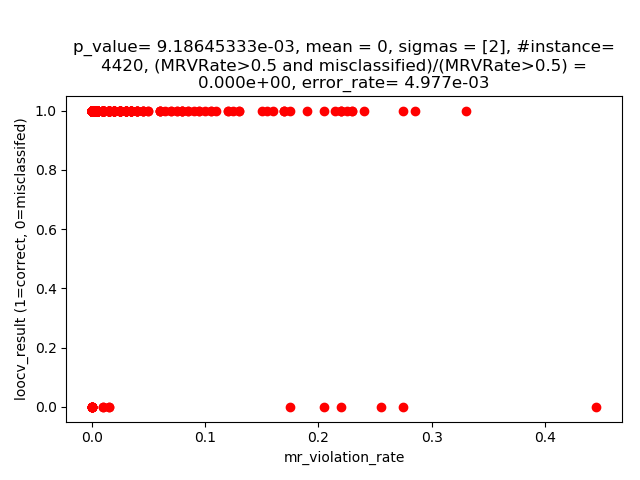 p_value= 9.18645333e-03, mean = 0, sigmas = [2], #instance=
4420, (MRVRate>0.5 and misclassified)/(MRVRate>0.5) =
0.000e+00, error_rate= 4.977e-03
loocv_result (1=correct, 0=misclassifed)
1.0
0.8
0.6
0.4
0.2
0.0
0.0 0.1 0.2 0.3 0.4
mr_violation_rate